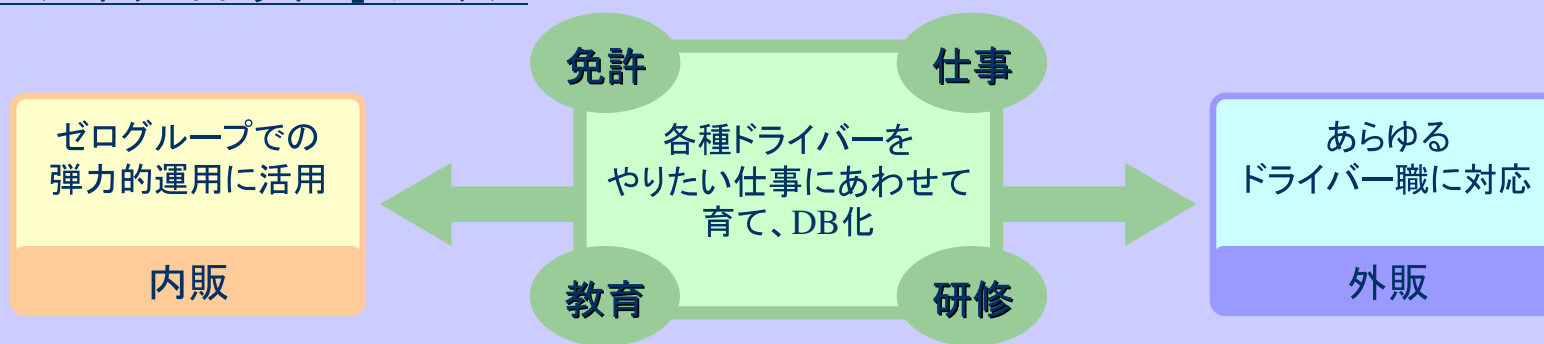 免許
仕事
ゼログループでの
弾力的運用に活用
内販
各種ドライバーを
やりたい仕事にあわせて
育て、DB化
あらゆる
ドライバー職に対応
外販
教育
研修